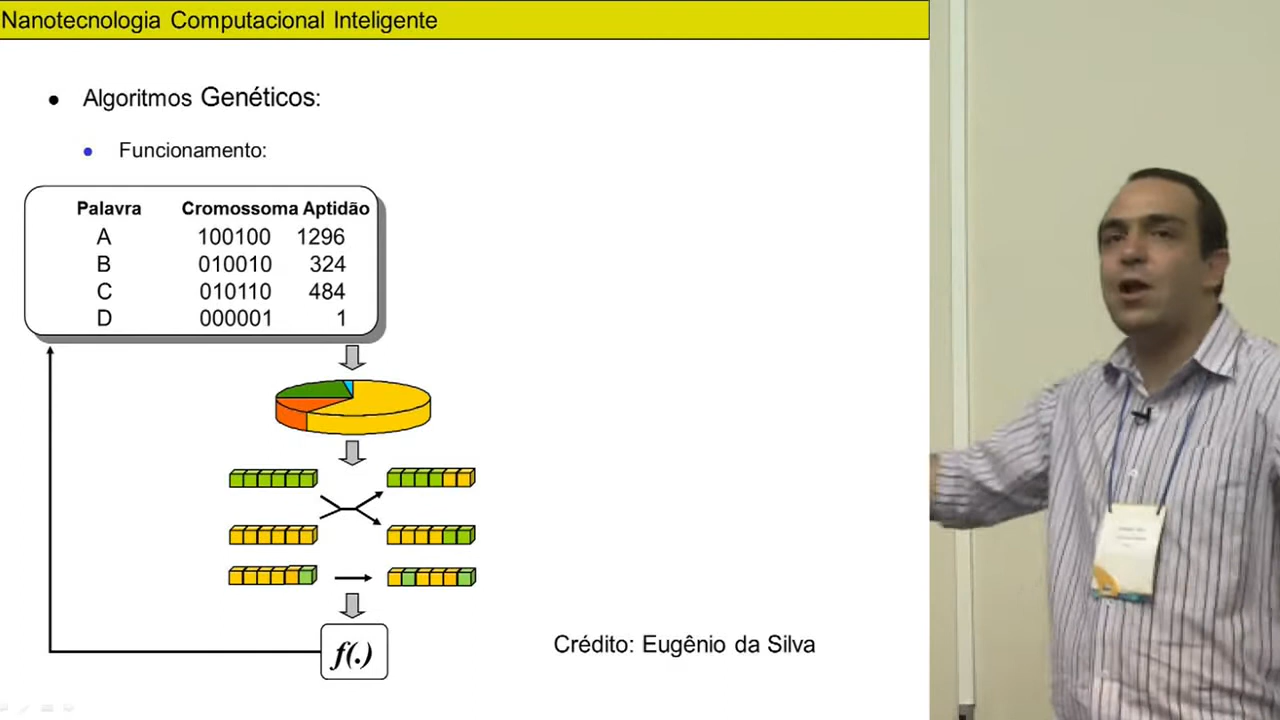 Nanotecnologia Computacional Inteligente
• Algoritmos Genéticos:
• Funcionamento:
Palavra Cromossoma Aptidão
A 100100 1296
B 010010 324
C 010110 484
D 000001 1
f(.)
Crédito: Eugênio da Silva